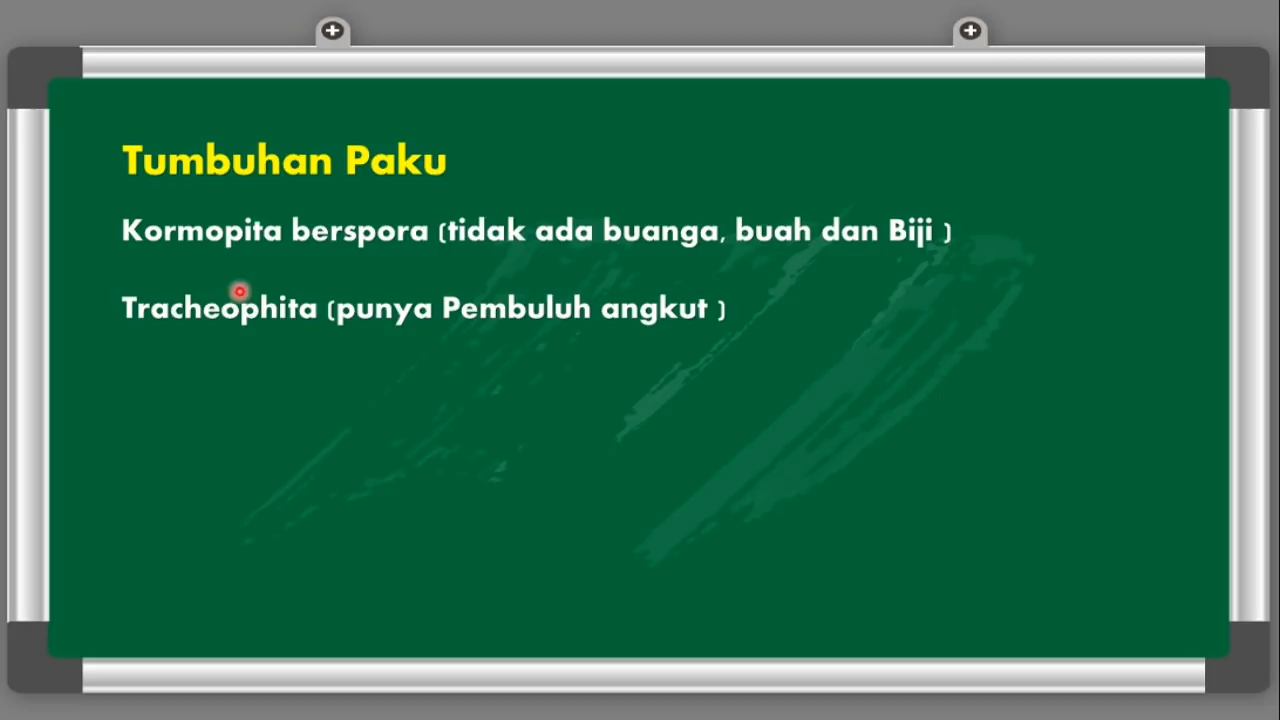 Tumbuhan Paku
Kormopita berspora (tidak ada buanga, buah dan Biji )
Tracheophita (punya Pembuluh angkut )